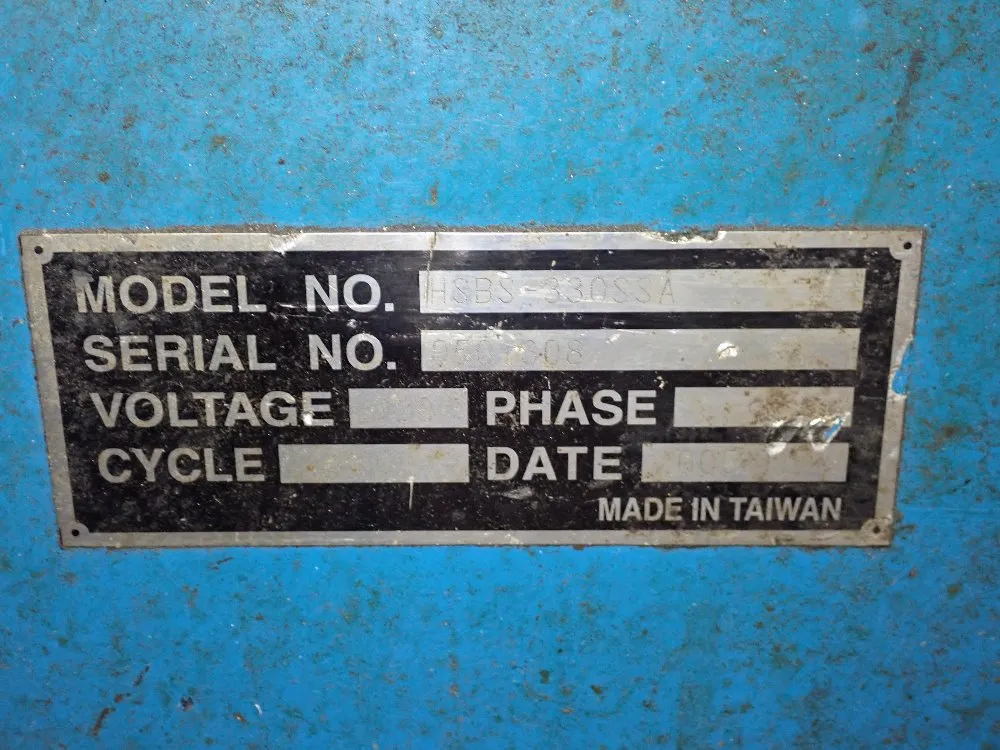 MODEL NO. HSBS-330SSA
SERIAL NO.
VOLTAGE PHASE
CYCLE DATE
MADE IN TAIWAN